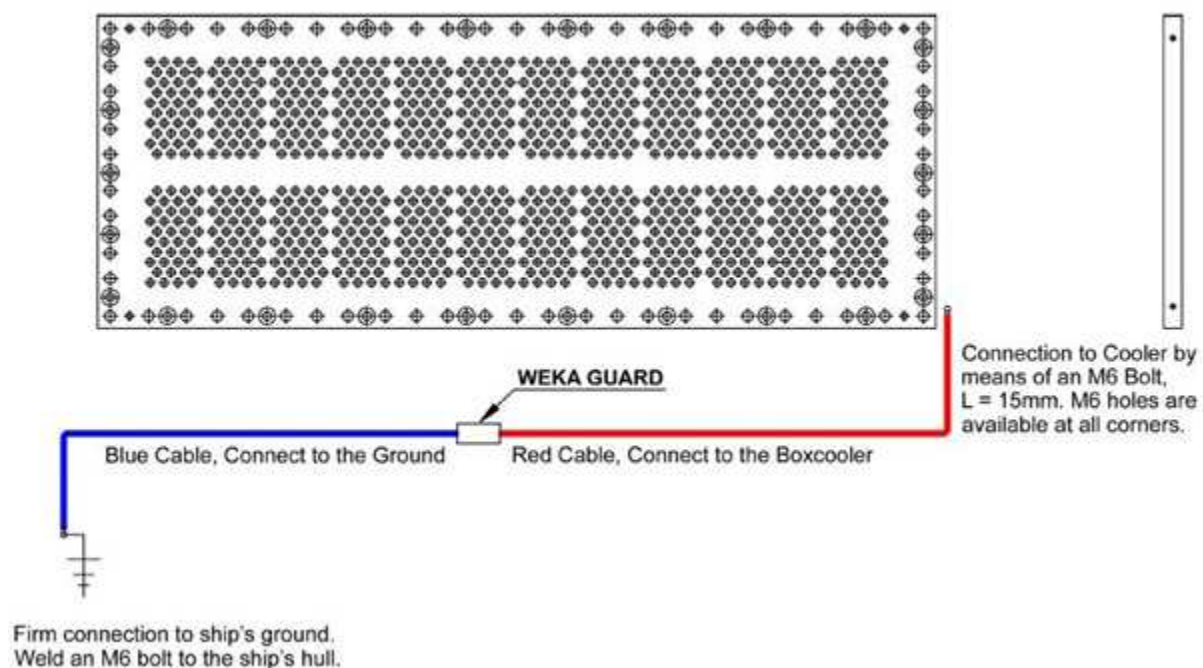 WEKA GUARD
Connection to Cooler by
means of an M6 Bolt,
L = 15mm. M6 holes are
available at all corners.
Blue Cable, Connect to the Ground
Red Cable, Connect to the Boxcooler
Firm connection to ship's ground.
Weld an M6 bolt to the ship's hull.